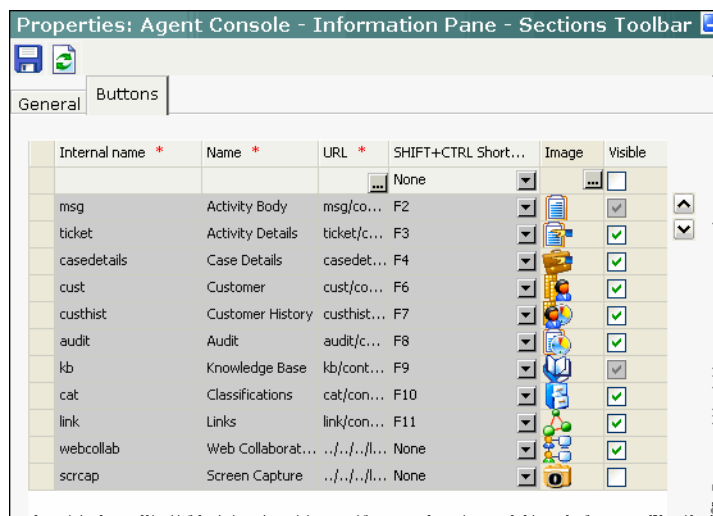 Properties: Agent Console - Information Pane - Sections Toolbar
General Buttons
Internal name * Name * URL * SHIFT+CTRL Short... Image Visible
... None ...
msg Activity Body msg/co... F2
ticket Activity Details ticket/c... F3
casedetails Case Details casedet... F4
cust Customer cust/co... F6
custhist Customer History custhist... F7
audit Audit audit/c... F8
kb Knowledge Base kb/cont... F9
cat Classifications cat/con... F10
link Links link/con... F11
webcollab Web Collaborat... ../../../l... None
scrcap Screen Capture ../../../l... None